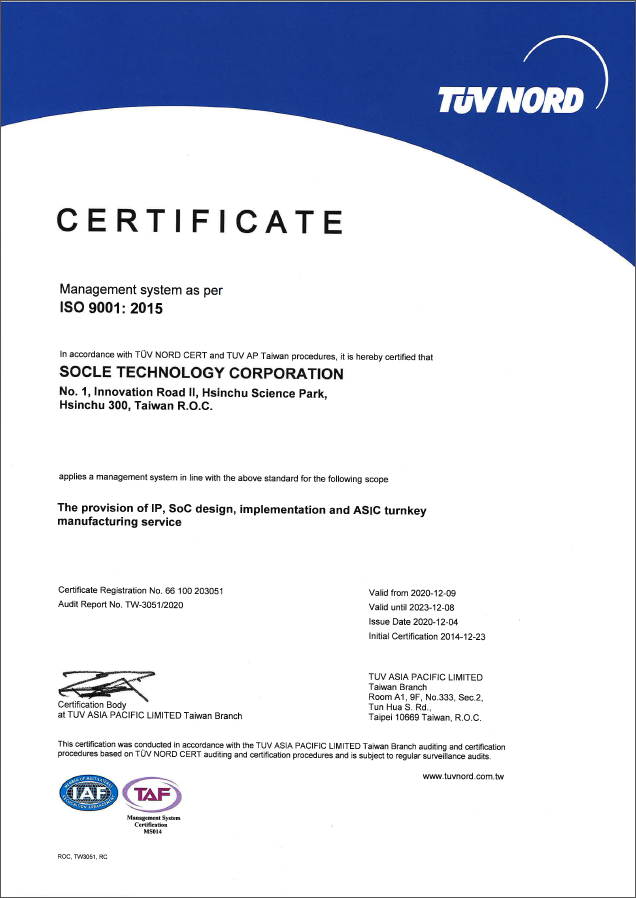 TÜV NORD
CERTIFICATE
Management system as per
ISO 9001: 2015
In accordance with TÜV NORD CERT and TUV AP Taiwan procedures, it is hereby certified that
SOCLE TECHNOLOGY CORPORATION
No. 1, Innovation Road II, Hsinchu Science Park,
Hsinchu 300, Taiwan R.O.C.
applies a management system in line with the above standard for the following scope
The provision of IP, SoC design, implementation and ASIC turnkey
manufacturing service
Certificate Registration No. 66 100 203051
Audit Report No. TW-3051/2020
Valid from 2020-12-09
Valid until 2023-12-08
Issue Date 2020-12-04
Initial Certification 2014-12-23
Certification Body
at TUV ASIA PACIFIC LIMITED Taiwan Branch
TUV ASIA PACIFIC LIMITED
Taiwan Branch
Room A1, 9F, No.333, Sec.2,
Tun Hua S. Rd.,
Taipei 10669 Taiwan, R.O.C.
This certification was conducted in accordance with the TUV ASIA PACIFIC LIMITED Taiwan Branch auditing and certification
procedures based on TÜV NORD CERT auditing and certification procedures and is subject to regular surveillance audits.
www.tuvnord.com.tw
IAF
TAF
Management System
Certification
MS014
ROC, TW3051, RC